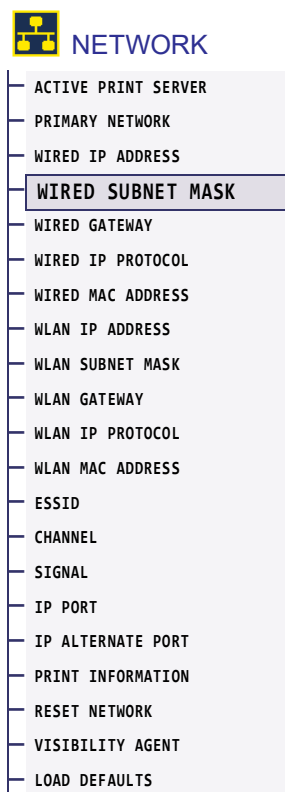 NETWORK
ACTIVE PRINT SERVER
PRIMARY NETWORK
WIRED IP ADDRESS
WIRED SUBNET MASK
WIRED GATEWAY
WIRED IP PROTOCOL
WIRED MAC ADDRESS
WLAN IP ADDRESS
WLAN SUBNET MASK
WLAN GATEWAY
WLAN IP PROTOCOL
WLAN MAC ADDRESS
ESSID
CHANNEL
SIGNAL
IP PORT
IP ALTERNATE PORT
PRINT INFORMATION
RESET NETWORK
VISIBILITY AGENT
LOAD DEFAULTS